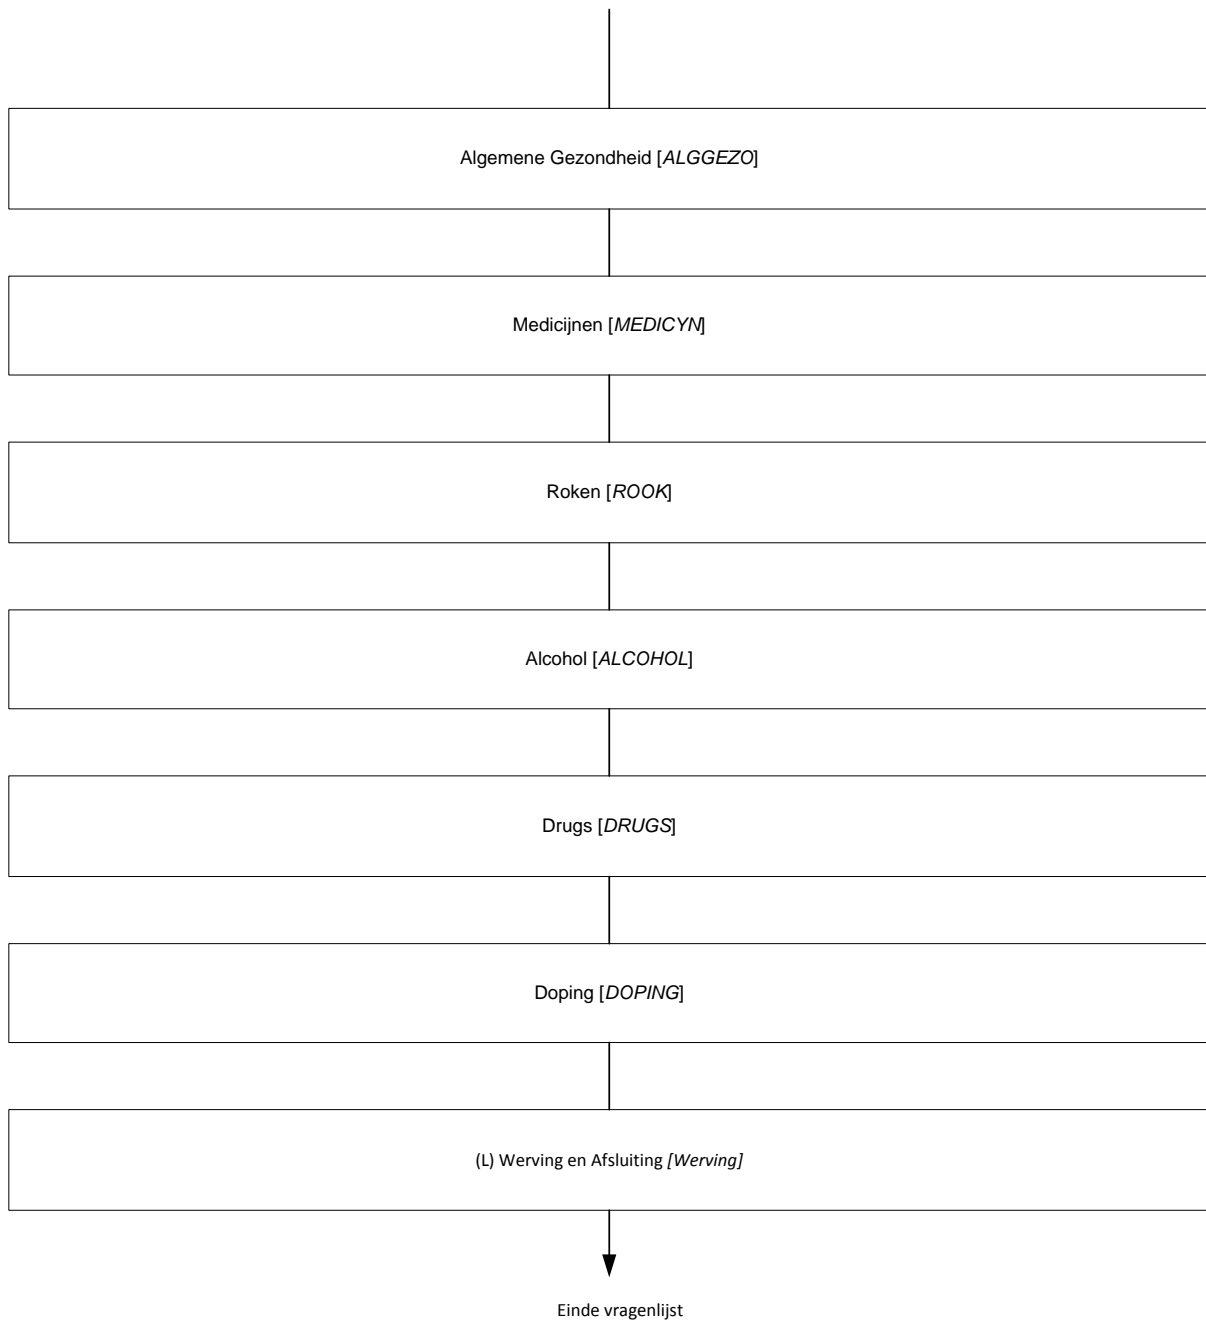 Algemene Gezondheid [ALGGEZO]
Medicijnen [MEDICYN]
Roken [ROOK]
Alcohol [ALCOHOL]
Drugs [DRUGS]
Doping [DOPING]
(L) Werving en Afsluiting [Werving]
Einde vragenlijst